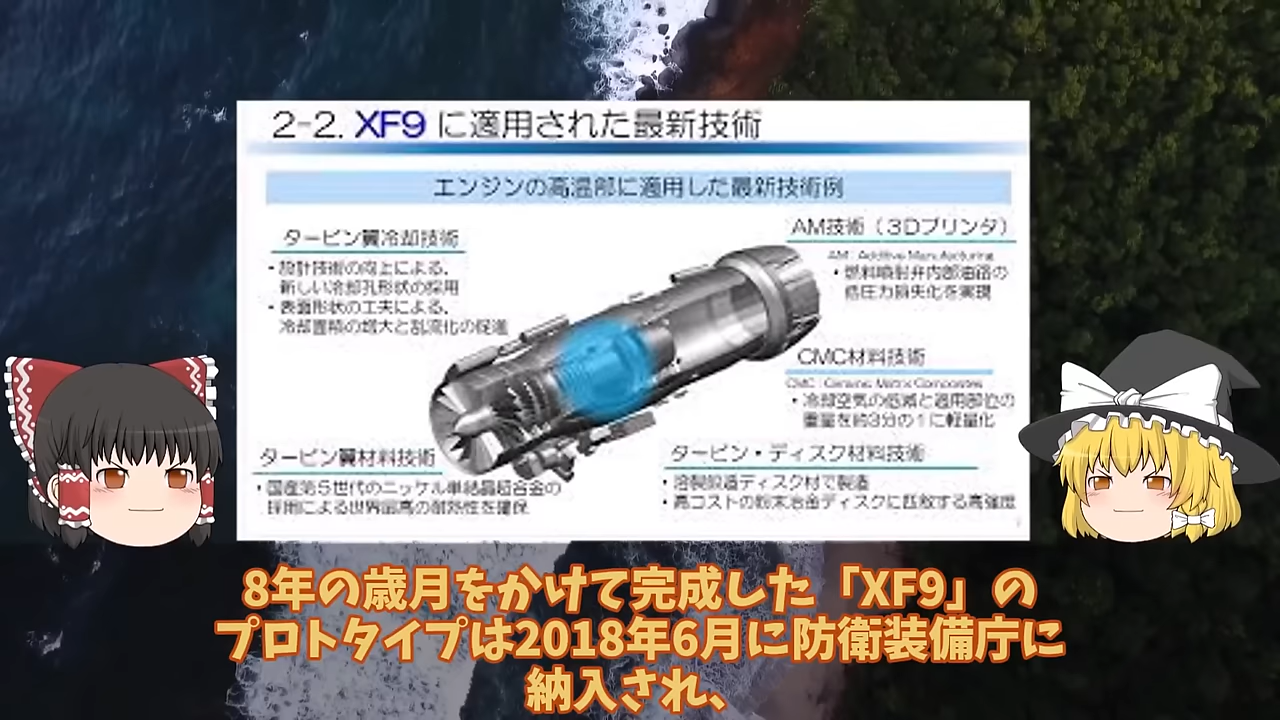 2-2. XF9 に適用された最新技術
エンジンの高温部に適用した最新技術例
タービン翼冷却技術
・設計技術の向上による、
新しい冷却孔形状の採用
・表面形状の工夫による、
冷却面積の増大と乱流化の促進
AM技術（3Dプリンタ）
AM : Additive Manufacturing
・燃料噴射弁内部油路の
低圧力損失化を実現
CMC材料技術
CMC : Ceramic Matrix Composites
・冷却空気の低減と適用部位の
重量を約3分の1に軽量化
タービン翼材料技術
・国産第5世代のニッケル単結晶超合金の
採用による世界最高の耐熱性を確保
タービン・ディスク材料技術
・溶製鍛造ディスク材で製造
・高コストの粉末冶金ディスクに匹敵する高強度
8年の歳月をかけて完成した「XF9」の
プロトタイプは2018年6月に防衛装備庁に
納入され、